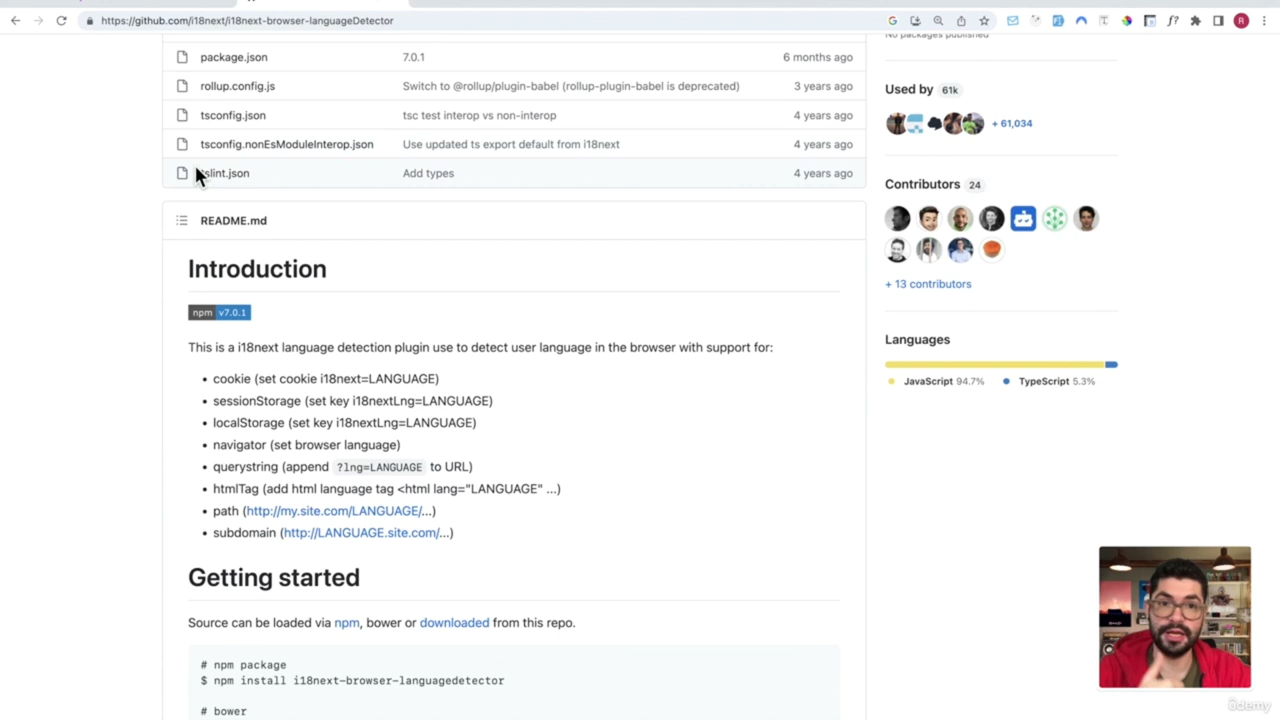 https://github.com/i18next/i18next-browser-languageDetector
R
package.json 7.0.1 6 months ago
No packages published
rollup.config.js Switch to @rollup/plugin-babel (rollup-plugin-babel is deprecated) 3 years ago
Used by 61k
tsconfig.json tsc test interop vs non-interop 4 years ago
+ 61,034
tsconfig.nonEsModuleInterop.json Use updated ts export default from i18next 4 years ago
slint.json Add types 4 years ago
Contributors 24
README.md
Introduction
+ 13 contributors
npm v7.0.1
Languages
This is a i18next language detection plugin use to detect user language in the browser with support for:
JavaScript 94.7% TypeScript 5.3%
• cookie (set cookie i18next=LANGUAGE)
• sessionStorage (set key i18nextLng=LANGUAGE)
• localStorage (set key i18nextLng=LANGUAGE)
• navigator (set browser language)
• querystring (append ?lng=LANGUAGE to URL)
• htmlTag (add html language tag <html lang="LANGUAGE" ...)
• path (http://my.site.com/LANGUAGE/...)
• subdomain (http://LANGUAGE.site.com/...)
Getting started
Source can be loaded via npm, bower or downloaded from this repo.
# npm package
$ npm install i18next-browser-languagedetector
# bower
ûdemy